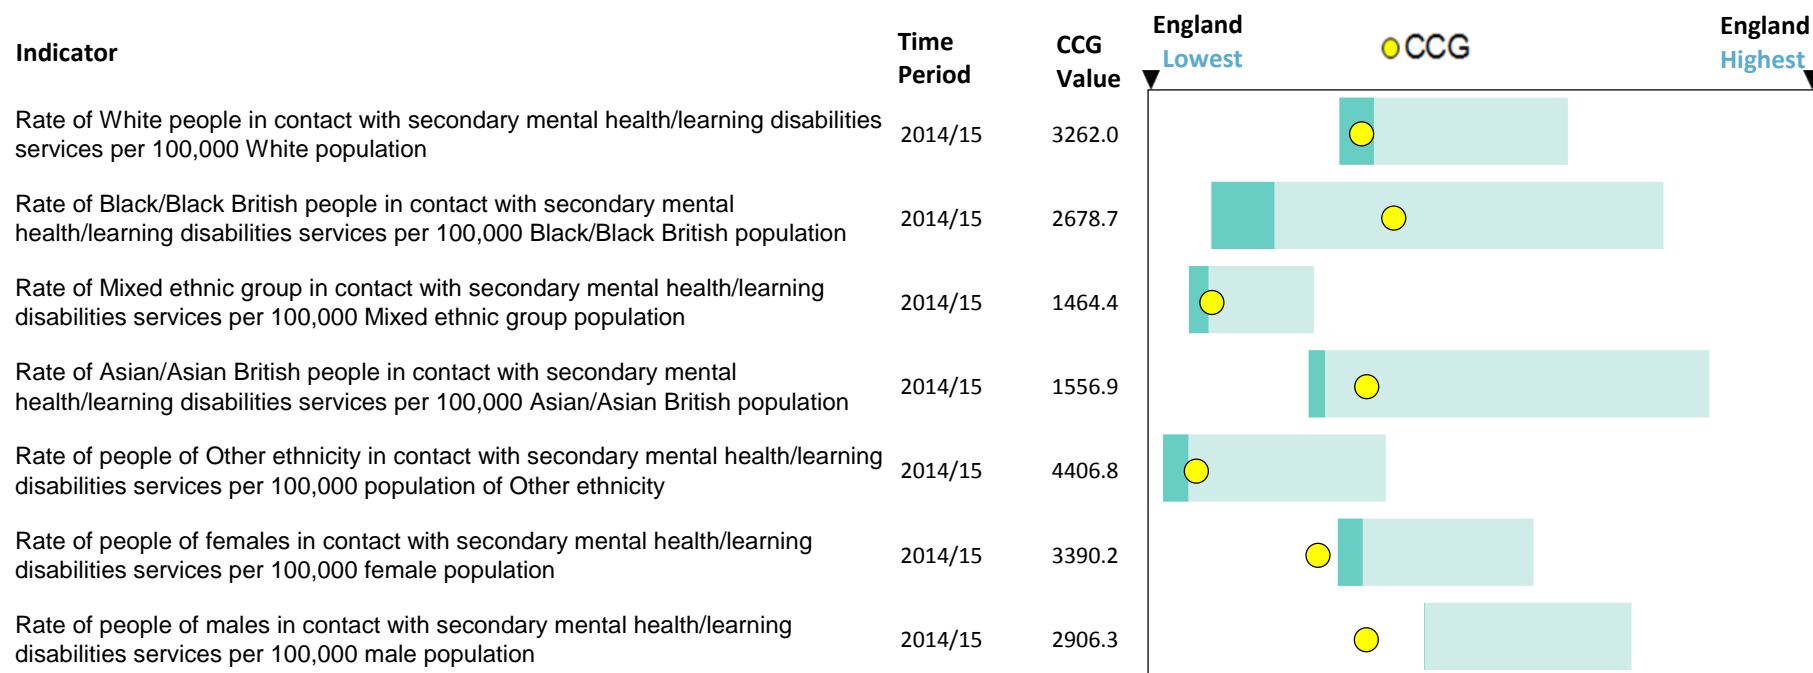 Indicator
Time
Period
CCG
Value
England
Lowest
CCG
England
Highest
Rate of White people in contact with secondary mental health/learning disabilities
services per 100,000 White population
2014/15
3262.0
Rate of Black/Black British people in contact with secondary mental
health/learning disabilities services per 100,000 Black/Black British population
2014/15
2678.7
Rate of Mixed ethnic group in contact with secondary mental health/learning
disabilities services per 100,000 Mixed ethnic group population
2014/15
1464.4
Rate of Asian/Asian British people in contact with secondary mental
health/learning disabilities services per 100,000 Asian/Asian British population
2014/15
1556.9
Rate of people of Other ethnicity in contact with secondary mental health/learning
disabilities services per 100,000 population of Other ethnicity
2014/15
4406.8
Rate of people of females in contact with secondary mental health/learning
disabilities services per 100,000 female population
2014/15
3390.2
Rate of people of males in contact with secondary mental health/learning
disabilities services per 100,000 male population
2014/15
2906.3